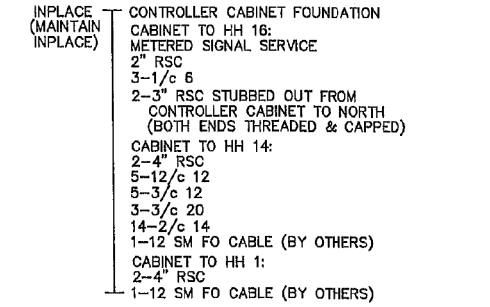 INPLACE
(MAINTAIN
INPLACE)
CONTROLLER CABINET FOUNDATION
CABINET TO HH 16:
METERED SIGNAL SERVICE
2" RSC
3-1/c 6
2-3" RSC STUBBED OUT FROM
CONTROLLER CABINET TO NORTH
(BOTH ENDS THREADED & CAPPED)
CABINET TO HH 14:
2-4" RSC
5-12/c 12
5-3/c 12
3-3/c 20
14-2/c 14
1-12 SM FO CABLE (BY OTHERS)
CABINET TO HH 1:
2-4" RSC
1-12 SM FO CABLE (BY OTHERS)